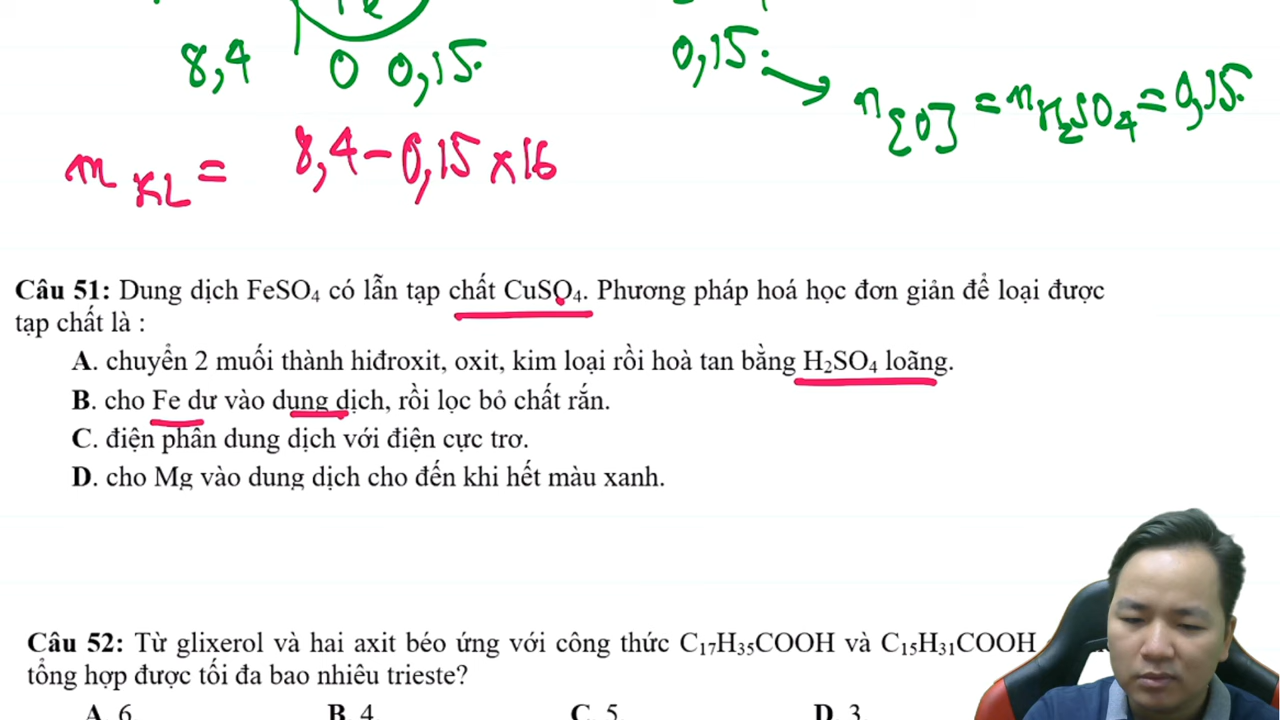 8,4 0 0,15
0,15.
n[O] = nH₂SO₄ = 0,15.
mKL = 8,4 - 0,15 × 16
Câu 51: Dung dịch FeSO₄ có lẫn tạp chất CuSO₄. Phương pháp hoá học đơn giản để loại được
tạp chất là :
A. chuyển 2 muối thành hiđroxit, oxit, kim loại rồi hoà tan bằng H₂SO₄ loãng.
B. cho Fe dư vào dung dịch, rồi lọc bỏ chất rắn.
C. điện phân dung dịch với điện cực trơ.
D. cho Mg vào dung dịch cho đến khi hết màu xanh.
Câu 52: Từ glixerol và hai axit béo ứng với công thức C₁₇H₃₅COOH và C₁₅H₃₁COOH
tổng hợp được tối đa bao nhiêu trieste?
A. 6 B. 4 C. 5 D. 3